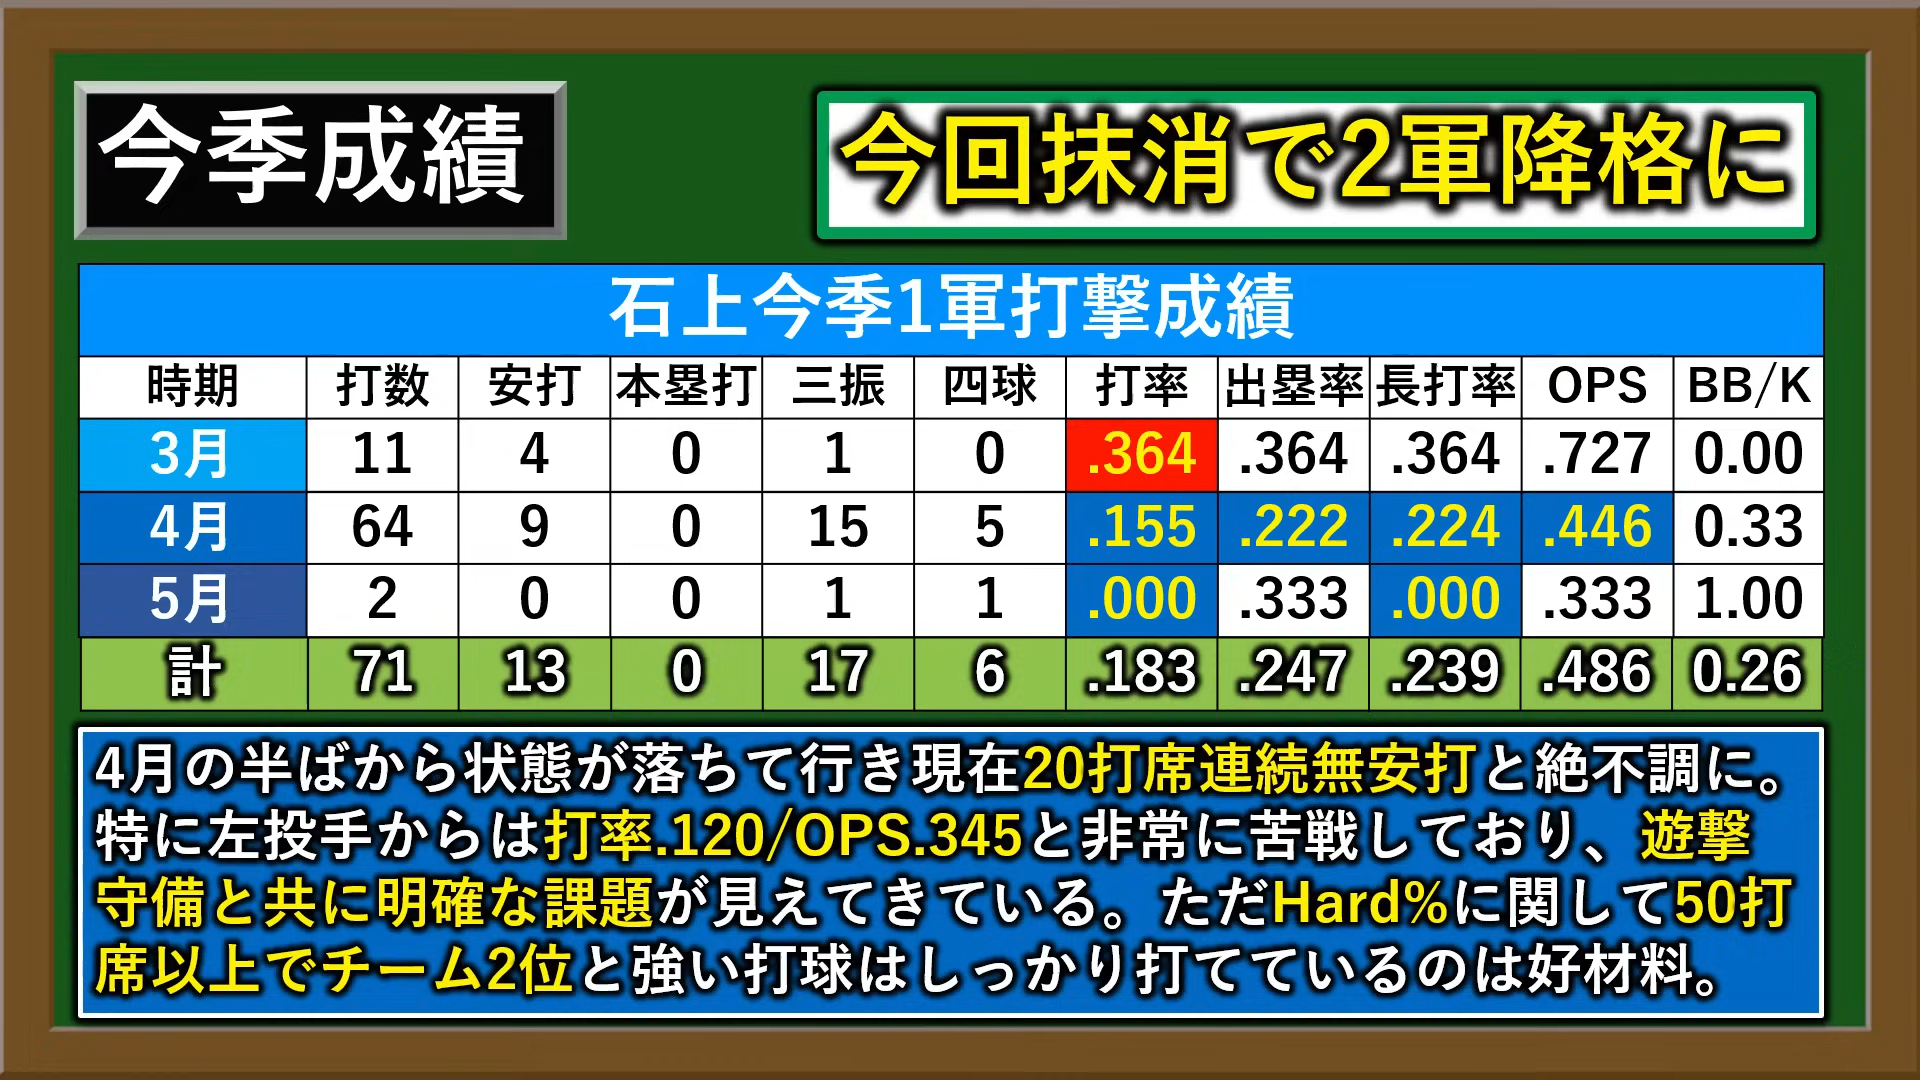 今季成績
今回抹消で2軍降格に
石上今季1軍打撃成績
時期 打数 安打 本塁打 三振 四球 打率 出塁率 長打率 OPS BB/K
3月 11 4 0 1 0 .364 .364 .364 .727 0.00
4月 64 9 0 15 5 .155 .222 .224 .446 0.33
5月 2 0 0 1 1 .000 .333 .000 .333 1.00
計 71 13 0 17 6 .183 .247 .239 .486 0.26
4月の半ばから状態が落ちて行き現在20打席連続無安打と絶不調に。
特に左投手からは打率.120/OPS.345と非常に苦戦しており、遊撃
守備と共に明確な課題が見えてきている。ただHard%に関して50打
席以上でチーム2位と強い打球はしっかり打てているのは好材料。